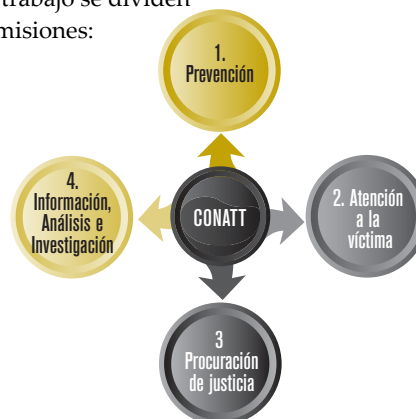 trabajo se dividen
misiones:
1.
Prevención
4.
Información,
Análisis e
Investigación
CONATT
2. Atención
a la
víctima
3
Procuración
de justicia